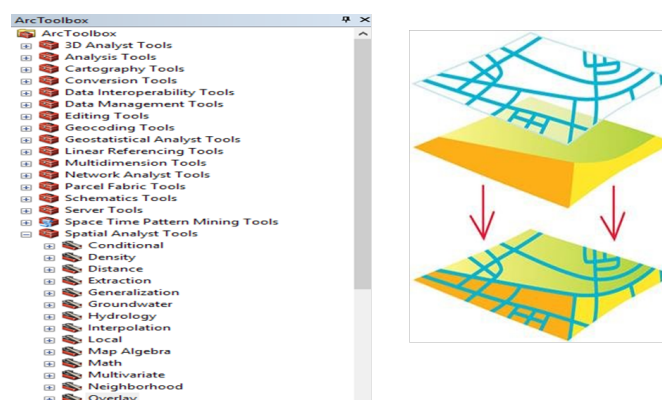 ArcToolbox
ArcToolbox
3D Analyst Tools
Analysis Tools
Cartography Tools
Conversion Tools
Data Interoperability Tools
Data Management Tools
Editing Tools
Geocoding Tools
Geostatistical Analyst Tools
Linear Referencing Tools
Multidimension Tools
Network Analyst Tools
Parcel Fabric Tools
Schematics Tools
Server Tools
Space Time Pattern Mining Tools
Spatial Analyst Tools
Conditional
Density
Distance
Extraction
Generalization
Groundwater
Hydrology
Interpolation
Local
Map Algebra
Math
Multivariate
Neighborhood
Overlay